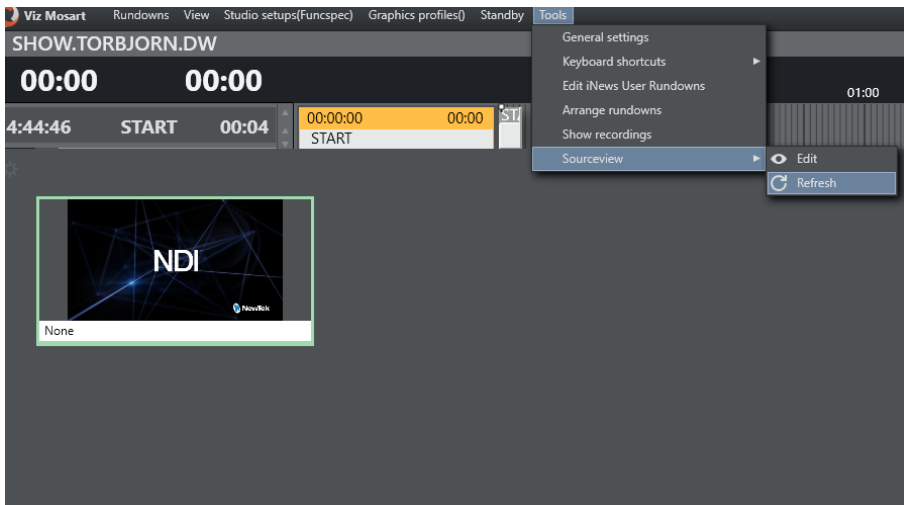 Viz Mosart Rundowns View Studio setups(Funcspec) Graphics profiles() Standby Tools
SHOW.TORBJORN.DW
General settings
Keyboard shortcuts
Edit iNews User Rundowns
Arrange rundowns
Show recordings
Sourceview
Edit
Refresh
00:00 00:00
01:00
4:44:46 START 00:04
00:00:00 00:00
START
ST/
NDI
NewTek
None